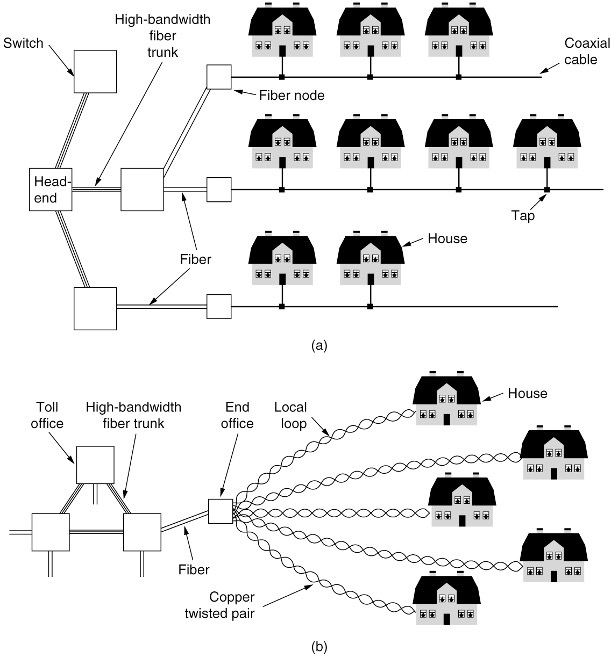 High-bandwidth
fiber
trunk
Switch
Coaxial
cable
Fiber node
Head-
end
Tap
Fiber
House
(a)
Toll
office
High-bandwidth
fiber trunk
End
office
Local
loop
House
Fiber
Copper
twisted pair
(b)